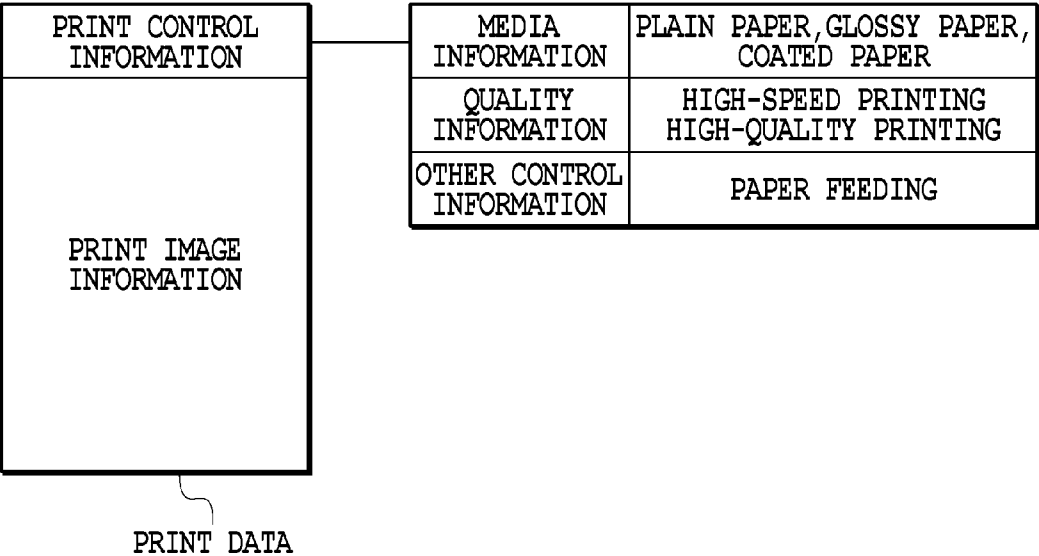 PRINT CONTROL
INFORMATION
PRINT IMAGE
INFORMATION
PRINT DATA
MEDIA
INFORMATION
PLAIN PAPER,GLOSSY PAPER,
COATED PAPER
QUALITY
INFORMATION
HIGH-SPEED PRINTING
HIGH-QUALITY PRINTING
OTHER CONTROL
INFORMATION
PAPER FEEDING